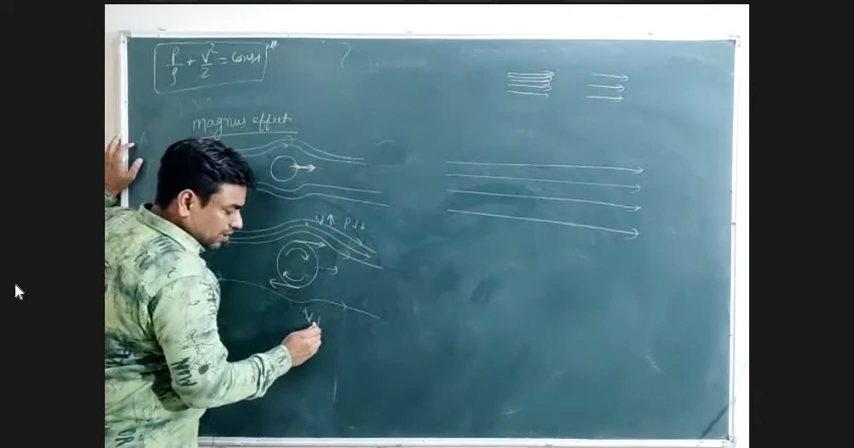 P/ρ + V²/2 = Const
magnus effect
V↑ P↓↓
V